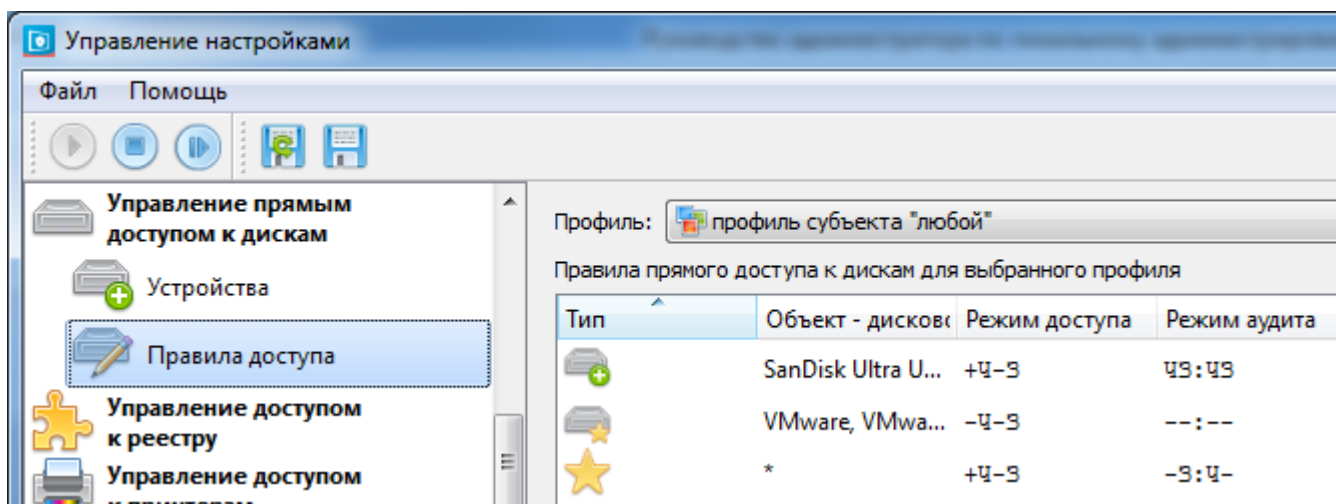 Управление настройками
Файл Помощь
Управление прямым
доступом к дискам
Устройства
Правила доступа
Управление доступом
к реестру
Управление доступом
к принтерам
Профиль: профиль субъекта "любой"
Правила прямого доступа к дискам для выбранного профиля
Тип Объект - дисково Режим доступа Режим аудита
SanDisk Ultra U... +Ч-З ЧЗ:ЧЗ
VMware, VMwa... -Ч-З --:--
* +Ч-З -З:Ч-